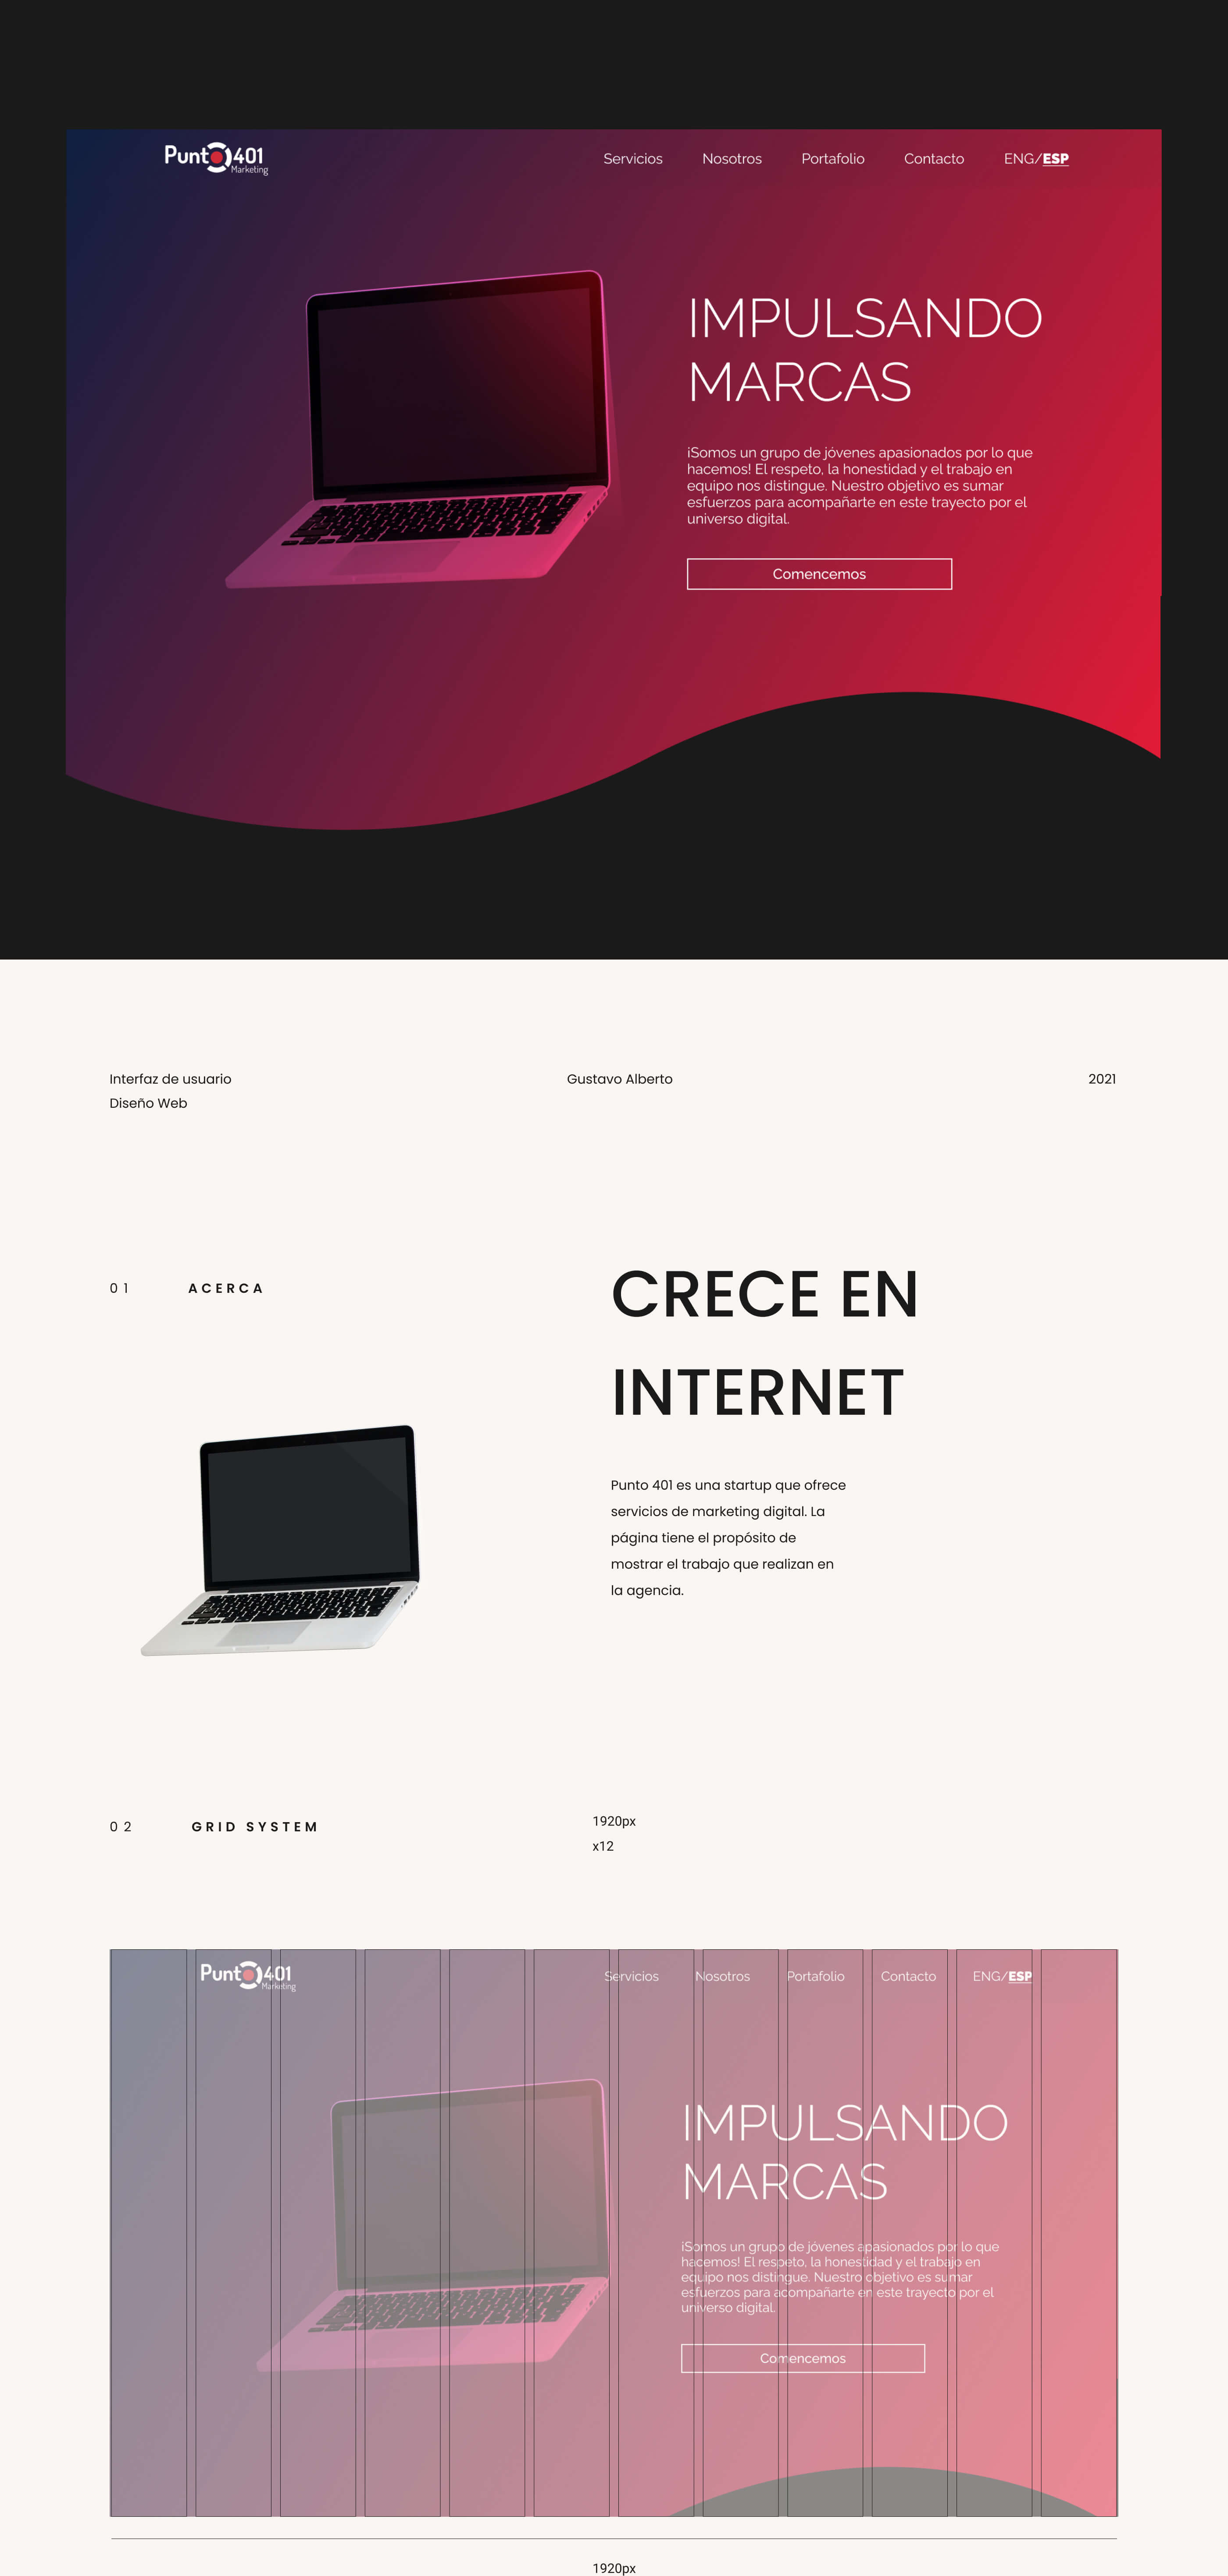 Punto 401
Marketing
Servicios Nosotros Portafolio Contacto ENG/ESP
IMPULSANDO
MARCAS
¡Somos un grupo de jóvenes apasionados por lo que
hacemos! El respeto, la honestidad y el trabajo en
equipo nos distingue. Nuestro objetivo es sumar
esfuerzos para acompañarte en este trayecto por el
universo digital.
Comencemos
Interfaz de usuario
Diseño Web
Gustavo Alberto
2021
01 ACERCA
CRECE EN
INTERNET
Punto 401 es una startup que ofrece
servicios de marketing digital. La
página tiene el propósito de
mostrar el trabajo que realizan en
la agencia.
02 GRID SYSTEM
1920px
x12
Punto 401
Marketing
Servicios Nosotros Portafolio Contacto ENG/ESP
IMPULSANDO
MARCAS
¡Somos un grupo de jóvenes apasionados por lo que
hacemos! El respeto, la honestidad y el trabajo en
equipo nos distingue. Nuestro objetivo es sumar
esfuerzos para acompañarte en este trayecto por el
universo digital.
Comencemos
1920px